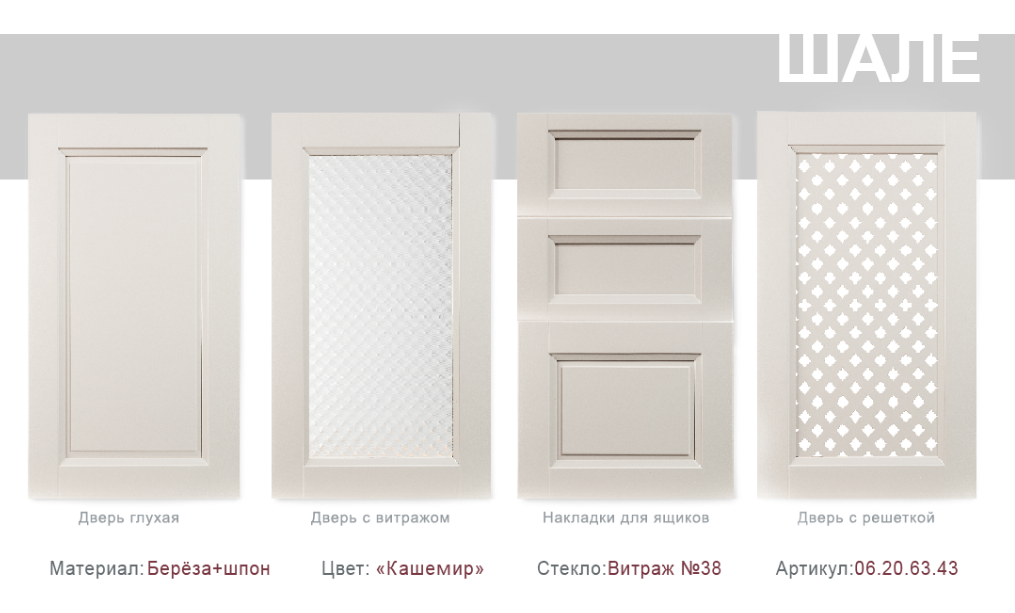 ШАЛЕ
Дверь глухая
Дверь с витражом
Накладки для ящиков
Дверь с решеткой
Материал: Берёза+шпон
Цвет: «Кашемир»
Стекло:Витраж №38
Артикул:06.20.63.43